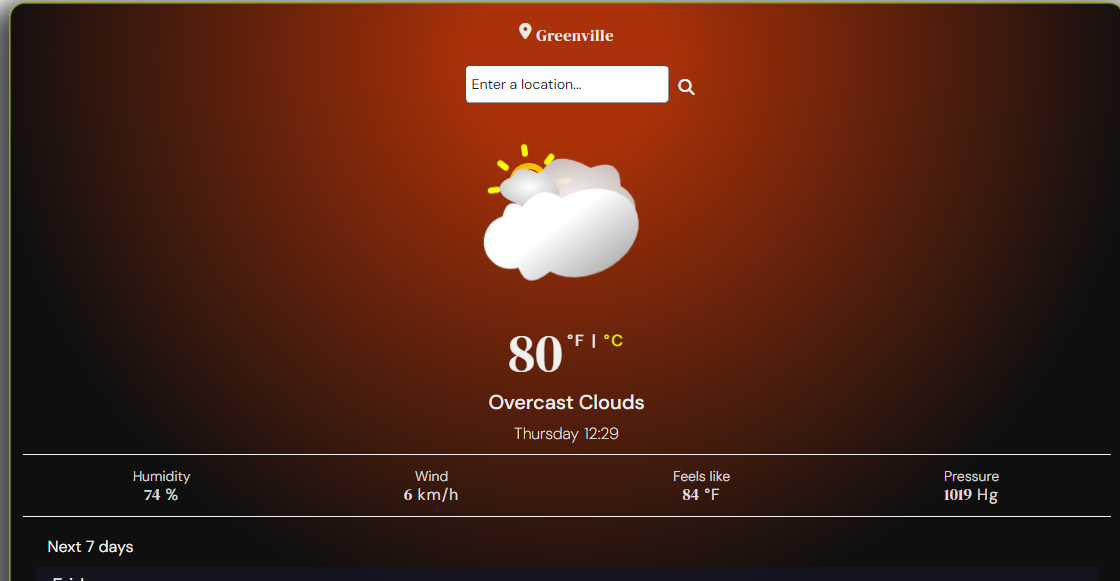 Greenville
Enter a location...
80 °F | °C
Overcast Clouds
Thursday 12:29
Humidity Wind Feels like Pressure
74 % 6 km/h 84 °F 1019 Hg
Next 7 days